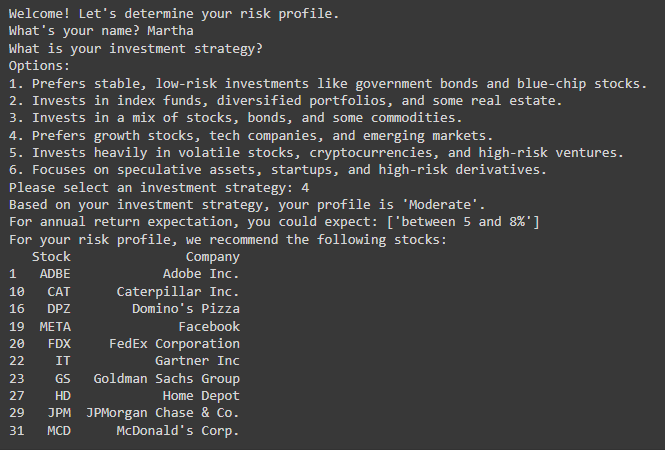 Welcome! Let's determine your risk profile.
What's your name? Martha
What is your investment strategy?
Options:
1. Prefers stable, low-risk investments like government bonds and blue-chip stocks.
2. Invests in index funds, diversified portfolios, and some real estate.
3. Invests in a mix of stocks, bonds, and some commodities.
4. Prefers growth stocks, tech companies, and emerging markets.
5. Invests heavily in volatile stocks, cryptocurrencies, and high-risk ventures.
6. Focuses on speculative assets, startups, and high-risk derivatives.
Please select an investment strategy: 4
Based on your investment strategy, your profile is 'Moderate'.
For annual return expectation, you could expect: ['between 5 and 8%']
For your risk profile, we recommend the following stocks:
Stock Company
1 ADBE Adobe Inc.
10 CAT Caterpillar Inc.
16 DPZ Domino's Pizza
19 META Facebook
20 FDX FedEx Corporation
22 IT Gartner Inc
23 GS Goldman Sachs Group
27 HD Home Depot
29 JPM JPMorgan Chase & Co.
31 MCD McDonald's Corp.